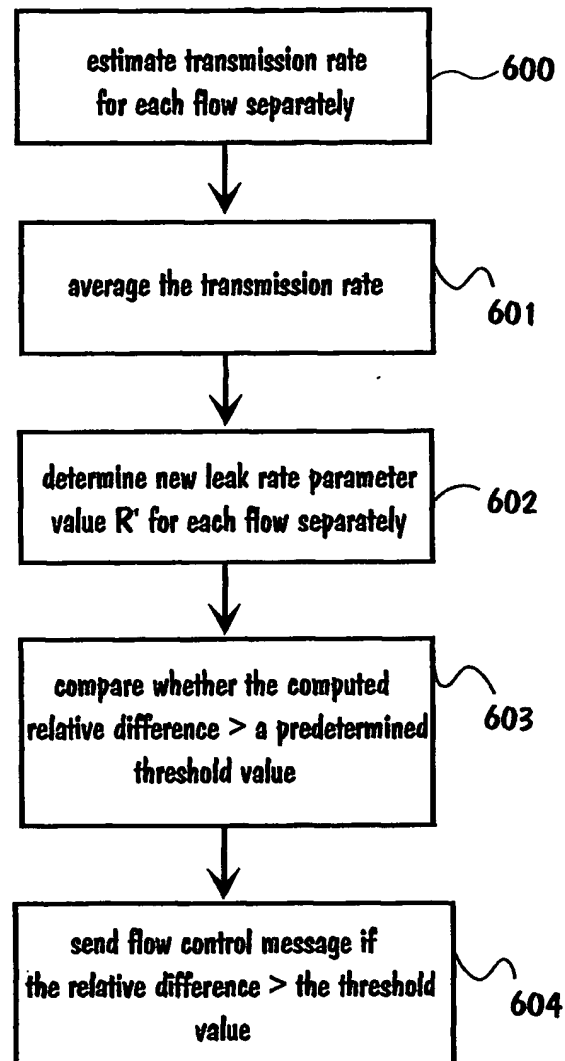 estimate transmission rate
for each flow separately
600
average the transmission rate
601
determine new leak rate parameter
value R' for each flow separately
602
compare whether the computed
relative difference > a predetermined
threshold value
603
send flow control message if
the relative difference > the threshold
value
604